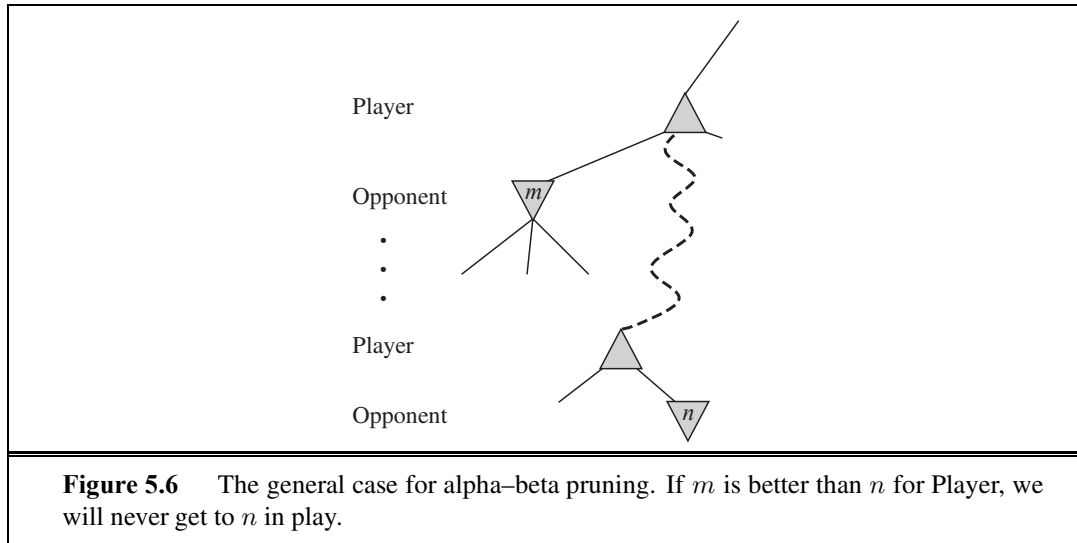 Player
Opponent
m
Player
Opponent
n
Figure 5.6 The general case for alpha–beta pruning. If m is better than n for Player, we
will never get to n in play.